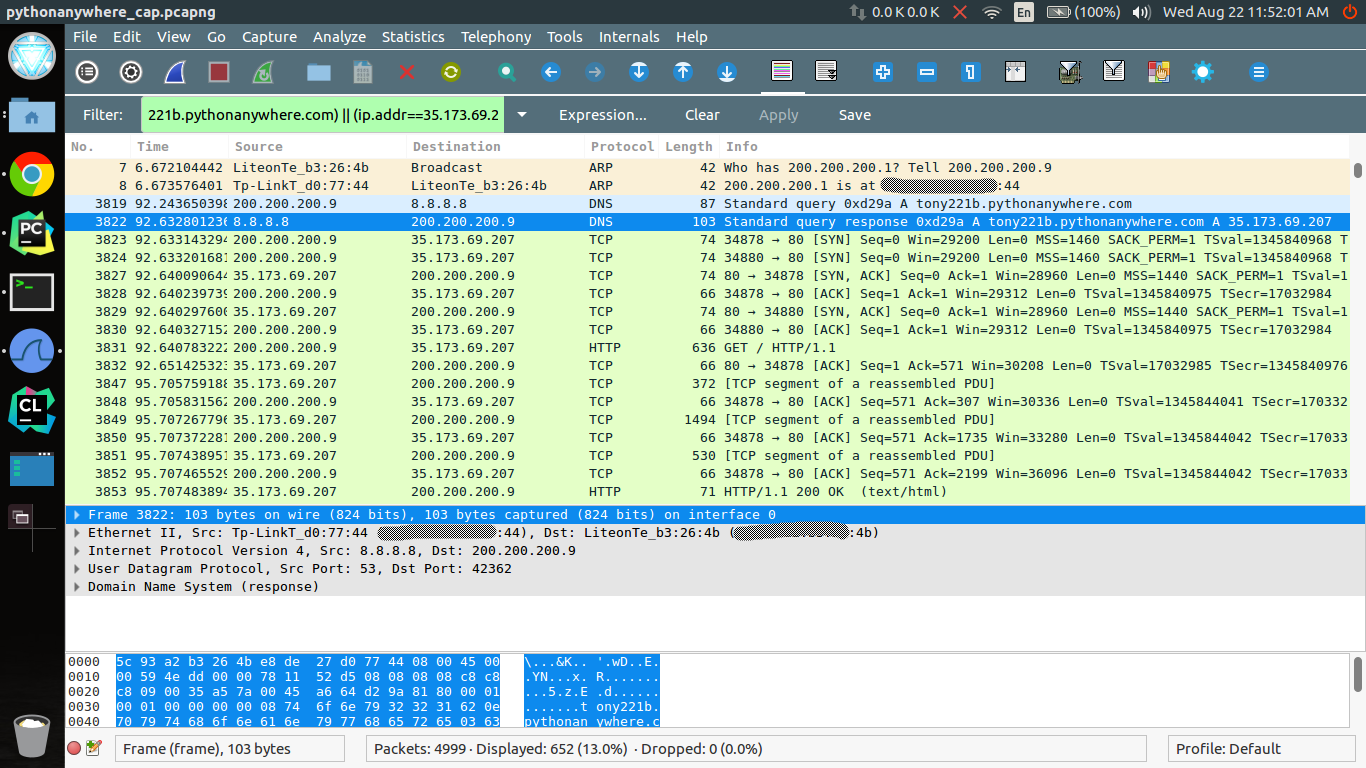 pythonanywhere_cap.pcapng 0.0 K 0.0 K En (100%) Wed Aug 22 11:52:01 AM
File Edit View Go Capture Analyze Statistics Telephony Tools Internals Help
Filter: 221b.pythonanywhere.com) || (ip.addr==35.173.69.2 Expression... Clear Apply Save
No. Time Source Destination Protocol Length Info
7 6.672104442 LiteonTe_b3:26:4b Broadcast ARP 42 Who has 200.200.200.1? Tell 200.200.200.9
8 6.673576401 Tp-LinkT_d0:77:44 LiteonTe_b3:26:4b ARP 42 200.200.200.1 is at :44
3819 92.243650398 200.200.200.9 8.8.8.8 DNS 87 Standard query 0xd29a A tony221b.pythonanywhere.com
3822 92.632801236 8.8.8.8 200.200.200.9 DNS 103 Standard query response 0xd29a A tony221b.pythonanywhere.com A 35.173.69.207
3823 92.633143294 200.200.200.9 35.173.69.207 TCP 74 34878 → 80 [SYN] Seq=0 Win=29200 Len=0 MSS=1460 SACK_PERM=1 TSval=1345840968 T
3824 92.633201681 200.200.200.9 35.173.69.207 TCP 74 34880 → 80 [SYN] Seq=0 Win=29200 Len=0 MSS=1460 SACK_PERM=1 TSval=1345840968 T
3827 92.640090644 35.173.69.207 200.200.200.9 TCP 74 80 → 34878 [SYN, ACK] Seq=0 Ack=1 Win=28960 Len=0 MSS=1440 SACK_PERM=1 TSval=1
3828 92.640239739 200.200.200.9 35.173.69.207 TCP 66 34878 → 80 [ACK] Seq=1 Ack=1 Win=29312 Len=0 TSval=1345840975 TSecr=17032984
3829 92.640297600 35.173.69.207 200.200.200.9 TCP 74 80 → 34880 [SYN, ACK] Seq=0 Ack=1 Win=28960 Len=0 MSS=1440 SACK_PERM=1 TSval=1
3830 92.640327152 200.200.200.9 35.173.69.207 TCP 66 34880 → 80 [ACK] Seq=1 Ack=1 Win=29312 Len=0 TSval=1345840975 TSecr=17032984
3831 92.640783222 200.200.200.9 35.173.69.207 HTTP 636 GET / HTTP/1.1
3832 92.651425323 35.173.69.207 200.200.200.9 TCP 66 80 → 34878 [ACK] Seq=1 Ack=571 Win=30208 Len=0 TSval=17032985 TSecr=1345840976
3847 95.705759188 35.173.69.207 200.200.200.9 TCP 372 [TCP segment of a reassembled PDU]
3848 95.705831562 200.200.200.9 35.173.69.207 TCP 66 34878 → 80 [ACK] Seq=571 Ack=307 Win=30336 Len=0 TSval=1345844041 TSecr=170332
3849 95.707267796 35.173.69.207 200.200.200.9 TCP 1494 [TCP segment of a reassembled PDU]
3850 95.707372281 200.200.200.9 35.173.69.207 TCP 66 34878 → 80 [ACK] Seq=571 Ack=1735 Win=33280 Len=0 TSval=1345844042 TSecr=17033
3851 95.707438951 35.173.69.207 200.200.200.9 TCP 530 [TCP segment of a reassembled PDU]
3852 95.707465529 200.200.200.9 35.173.69.207 TCP 66 34878 → 80 [ACK] Seq=571 Ack=2199 Win=36096 Len=0 TSval=1345844042 TSecr=17033
3853 95.707483894 35.173.69.207 200.200.200.9 HTTP 71 HTTP/1.1 200 OK (text/html)
Frame 3822: 103 bytes on wire (824 bits), 103 bytes captured (824 bits) on interface 0
Ethernet II, Src: Tp-LinkT_d0:77:44 :44), Dst: LiteonTe_b3:26:4b ( :4b)
Internet Protocol Version 4, Src: 8.8.8.8, Dst: 200.200.200.9
User Datagram Protocol, Src Port: 53, Dst Port: 42362
Domain Name System (response)
0000 5c 93 a2 b3 26 4b e8 de 27 d0 77 44 08 00 45 00 \...&K.. '.wD..E.
0010 00 59 4e dd 00 00 78 11 52 d5 08 08 08 08 c8 c8 .YN...x. R.......
0020 c8 09 00 35 a5 7a 00 45 a6 64 d2 9a 81 80 00 01 ...5.z.E .d......
0030 00 01 00 00 00 00 08 74 6f 6e 79 32 32 31 62 0e .......t ony221b.
0040 70 79 74 68 6f 6e 61 6e 79 77 68 65 72 65 03 63 pythonan ywhere.c
Frame (frame), 103 bytes Packets: 4999 · Displayed: 652 (13.0%) · Dropped: 0 (0.0%) Profile: Default
PC
>_
CL